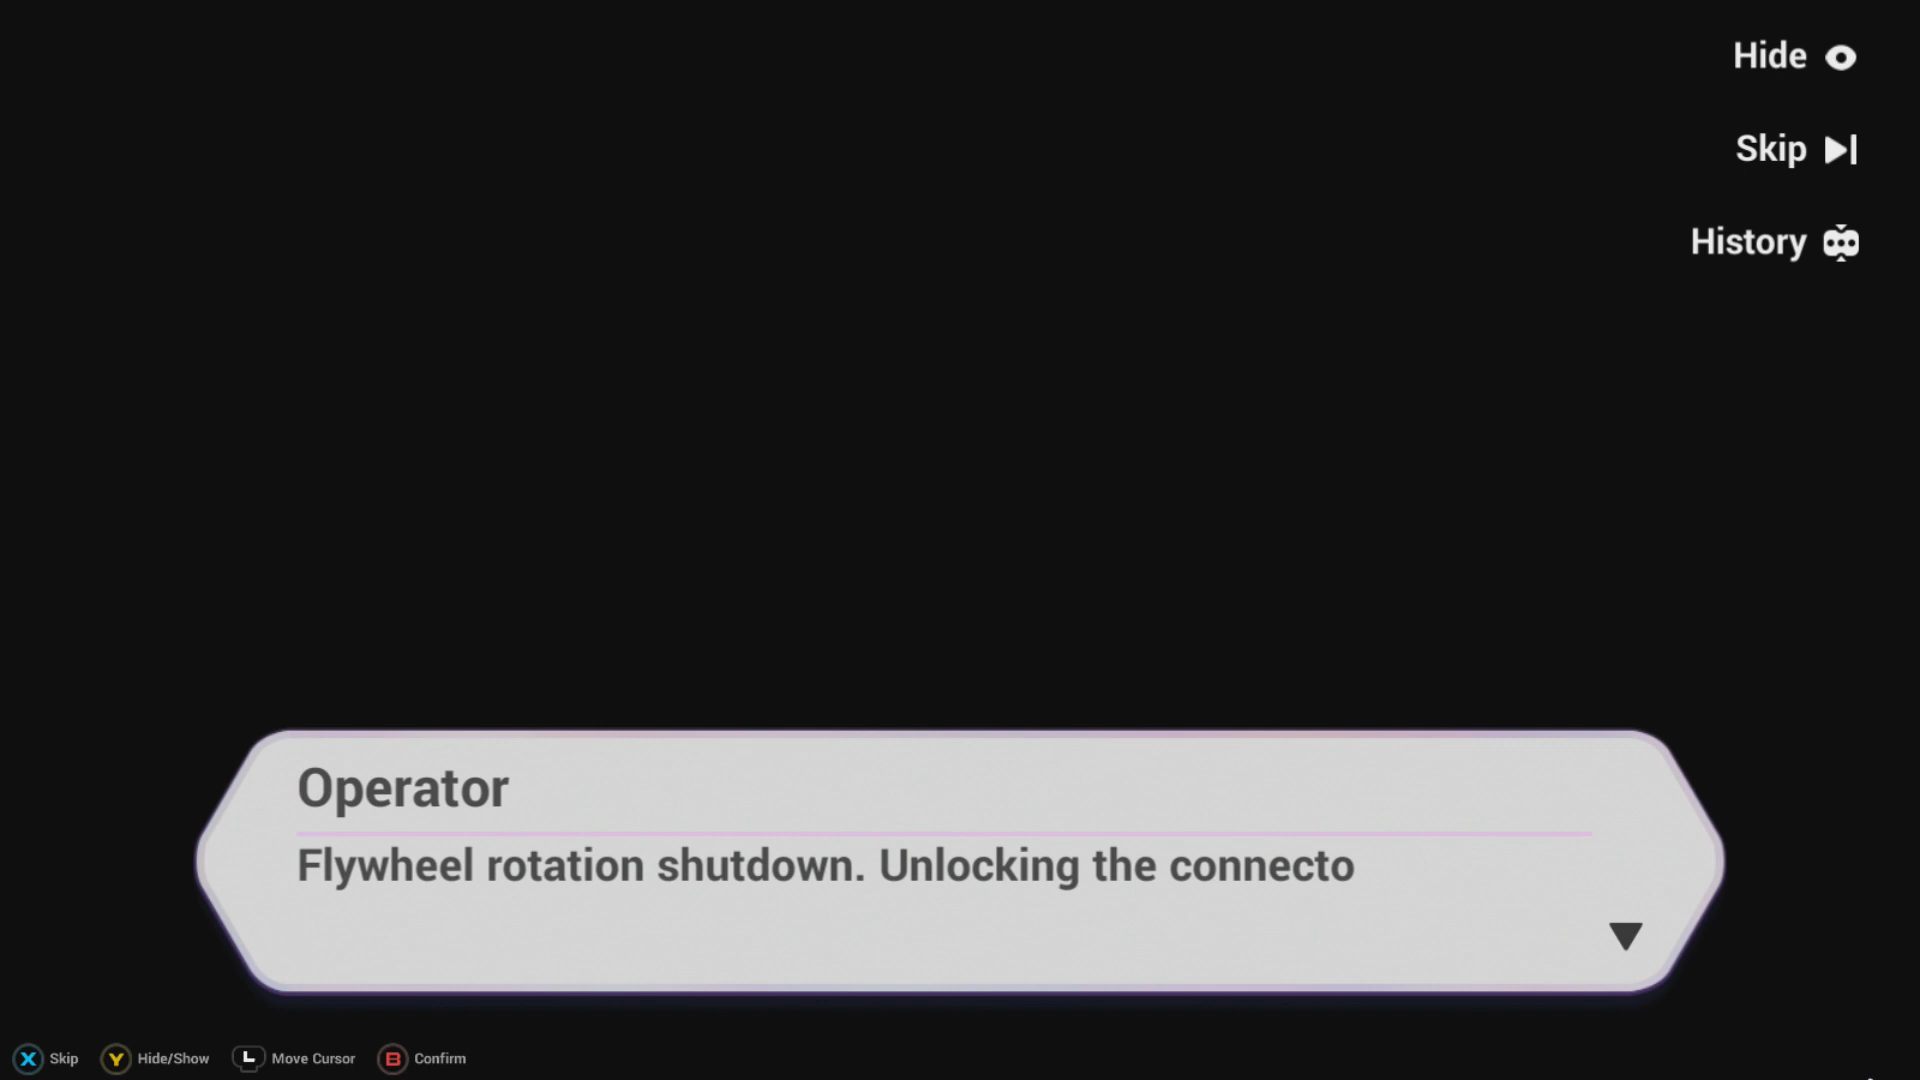 Hide
Skip
History
Operator
Flywheel rotation shutdown. Unlocking the connecto
X Skip Y Hide/Show L Move Cursor B Confirm